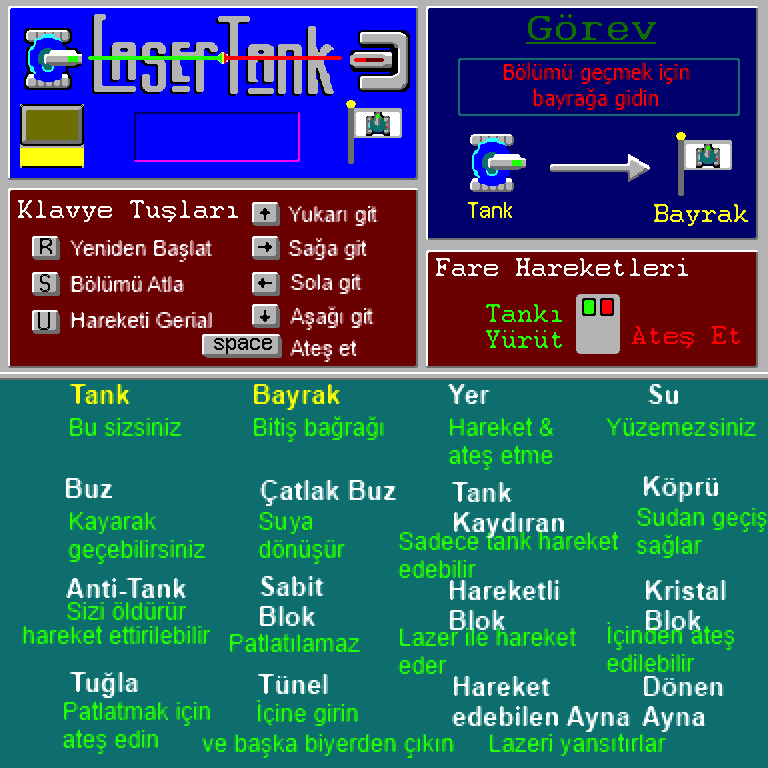 LaserTank
Görev
Bölümü geçmek için
bayrağa gidin
Tank
Bayrak
Klavye Tuşları
R Yeniden Başlat
S Bölümü Atla
U Hareketi Gerial
Yukarı git
Sağa git
Sola git
Aşağı git
space Ateş et
Fare Hareketleri
Tankı
Yürüt
Ateş Et
Tank
Bu sizsiniz
Bayrak
Bitiş bağrağı
Yer
Hareket &
ateş etme
Su
Yüzemezsiniz
Buz
Kayarak
geçebilirsiniz
Çatlak Buz
Suya
dönüşür
Tank
Kaydıran
Sadece tank hareket
edebilir
Köprü
Sudan geçiş
sağlar
Anti-Tank
Sizi öldürür
hareket ettirilebilir
Sabit
Blok
Patlatılamaz
Hareketli
Blok
Lazer ile hareket
eder
Kristal
Blok
İçinden ateş
edilebilir
Tuğla
Patlatmak için
ateş edin
Tünel
İçine girin
ve başka biyerden çıkın
Hareket
edebilen Ayna
Dönen
Ayna
Lazeri yansıtırlar